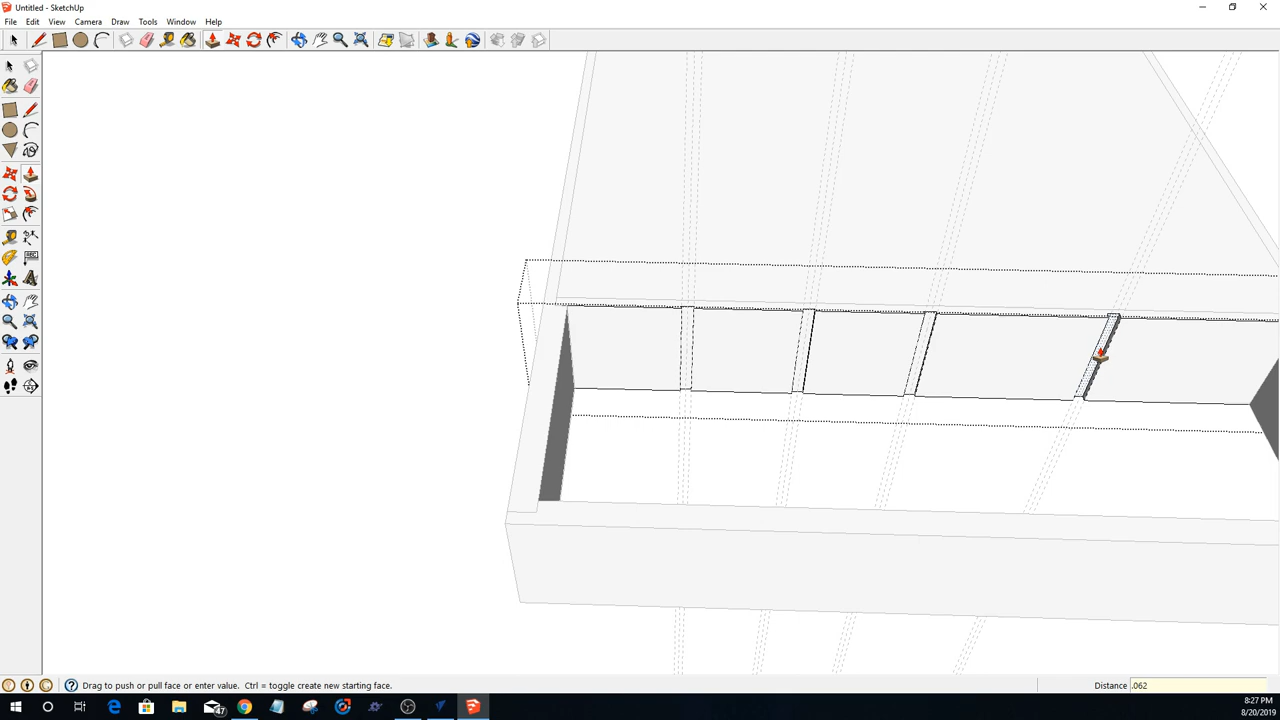 Untitled - SketchUp
File Edit View Camera Draw Tools Window Help
Drag to push or pull face or enter value. Ctrl = toggle create new starting face.
Distance .062
47
8:27 PM
8/20/2019